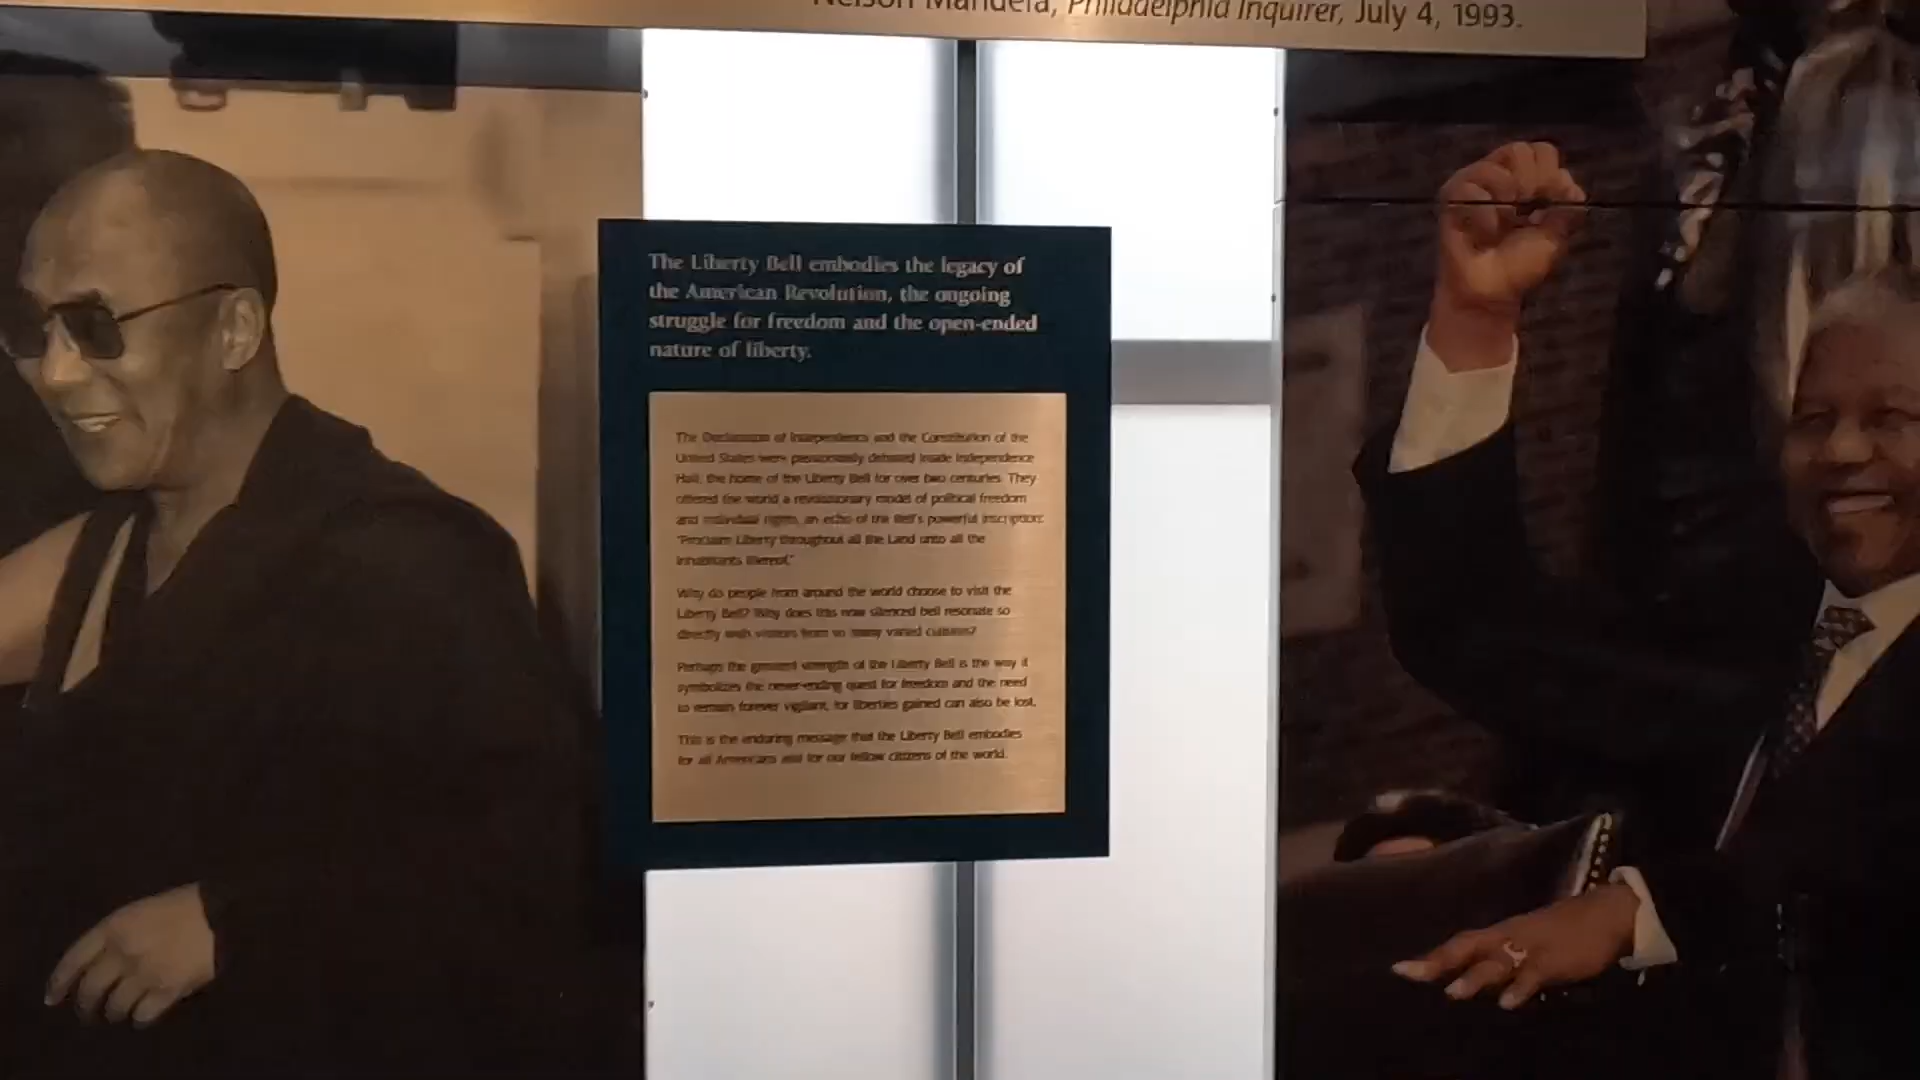 Nelson Mandela, Philadelphia Inquirer, July 4, 1993.
The Liberty Bell embodies the legacy of
the American Revolution, the ongoing
struggle for freedom and the open-ended
nature of liberty.
The Declaration of Independence and the Constitution of the
United States were passionately debated inside Independence
Hall, the home of the Liberty Bell for over two centuries. They
offered the world a revolutionary model of political freedom
and individual rights, an echo of the Bell's powerful inscription:
"Proclaim Liberty throughout all the Land unto all the
Inhabitants thereof."
Why do people from around the world choose to visit the
Liberty Bell? Why does this now silenced bell resonate so
directly with visitors from so many varied cultures?
Perhaps the greatest strength of the Liberty Bell is the way it
symbolizes the never-ending quest for freedom and the need
to remain forever vigilant, for liberties gained can also be lost.
This is the enduring message that the Liberty Bell embodies
for all Americans and for our fellow citizens of the world.